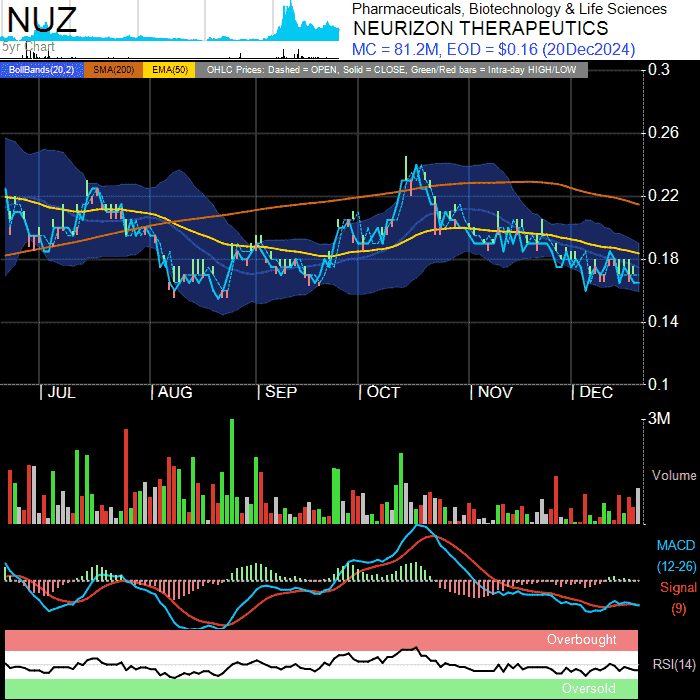 NUZ
Pharmaceuticals, Biotechnology & Life Sciences
NEURIZON THERAPEUTICS
MC = 81.2M, EOD = $0.16 (20Dec2024)
5yr Chart
BollBands(20,2) SMA(200) EMA(50) OHLC Prices: Dashed = OPEN, Solid = CLOSE, Green/Red bars = Intra-day HIGH/LOW
0.3
0.26
0.22
0.18
0.14
0.1
JUL AUG SEP OCT NOV DEC
3M
Volume
MACD
(12-26)
Signal
(9)
Overbought
RSI(14)
Oversold